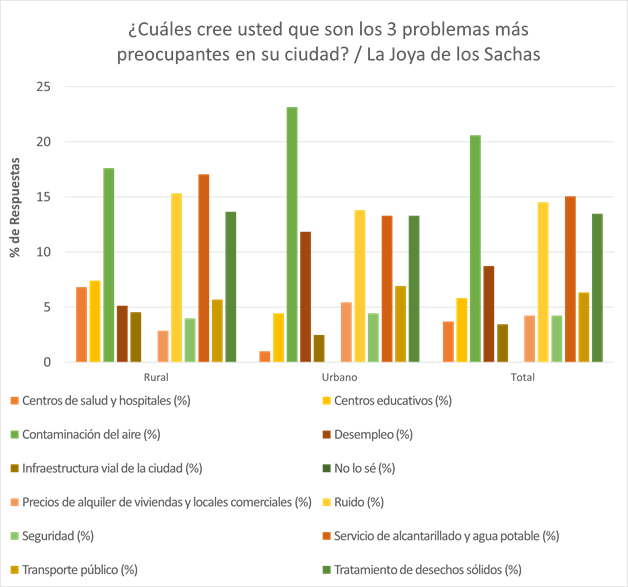 ¿Cuáles cree usted que son los 3 problemas más
preocupantes en su ciudad? / La Joya de los Sachas
25
20
15
10
5
0
% de Respuestas
Rural Urbano Total
Centros de salud y hospitales (%) Centros educativos (%)
Contaminación del aire (%) Desempleo (%)
Infraestructura vial de la ciudad (%) No lo sé (%)
Precios de alquiler de viviendas y locales comerciales (%) Ruido (%)
Seguridad (%) Servicio de alcantarillado y agua potable (%)
Transporte público (%) Tratamiento de desechos sólidos (%)